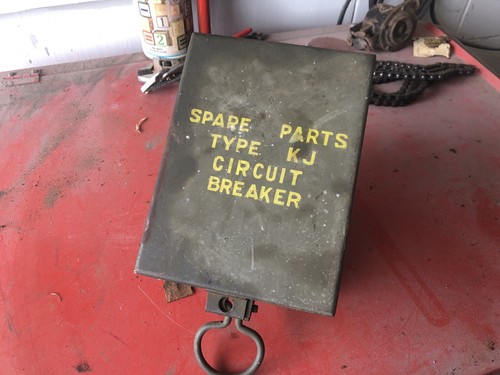 SPARE PARTS
TYPE KJ
CIRCUIT
BREAKER